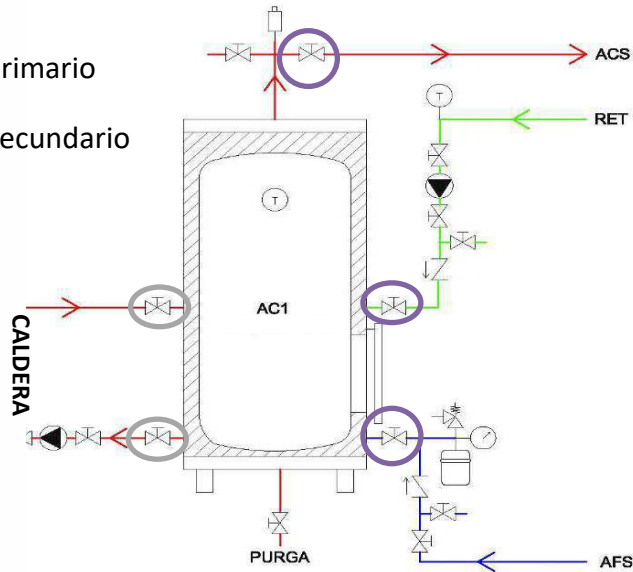 ACS
rimario
RET
ecundario
T
T
AC1
CALDERA
PURGA
AFS